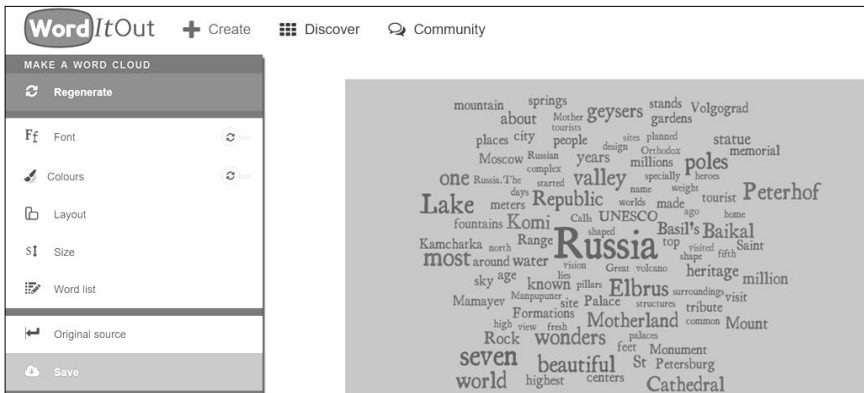 WordItOut Create Discover Community
MAKE A WORD CLOUD
Regenerate
Ff Font
Colours
Layout
SI Size
Word list
Original source
Save
mountain springs geysers stands Volgograd
about Mother gardens
tourists
places city people sites planned statue
design Orthodox memorial
Moscow Russian years millions poles
complex
one Russia.The started valley specially heroes
days name weight
Lake meters Republic worlds made tourist Peterhof
fountains Komi Calls UNESCO ago home
shaped Basil's Baikal
Kamchatka north Range Russia top visited Saint
most around water shape fifth
vision Great volcano heritage million
sky age lies
known pillars Elbrus surroundings visit
Mamayev Manpupuner site Palace structures tribute
Formations Motherland common Mount
high view fresh
Rock wonders palaces
feet Monument
seven beautiful St Petersburg
world highest centers Cathedral